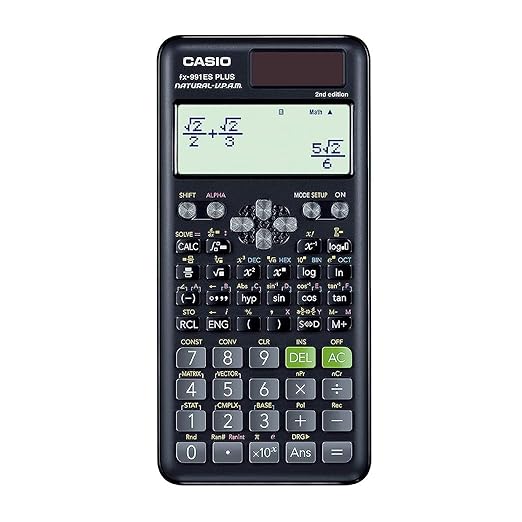 CASIO
fx-991ES PLUS
NATURAL-V.P.A.M.
2nd edition
D Math ▲
√2/2+√2/3
5√2/6
SHIFT ALPHA MODE SETUP ON
SOLVE = x!
CALC x⁻¹ log
x³ DEC HEX 10ˣ BIN eˣ OCT
√ x² log ln
Abs sin⁻¹ cos⁻¹ tan⁻¹
(−) hyp sin cos tan
STO ← M− M
RCL ENG ( ) S⇔D M+
CONST CONV CLR INS OFF
7 8 9 DEL AC
MATRIX VECTOR nPr nCr
4 5 6 × ÷
STAT CMPLX BASE Pol Rec
1 2 3 + −
Rnd Ran# RanInt π e DRG▶
0 • ×10ˣ Ans =